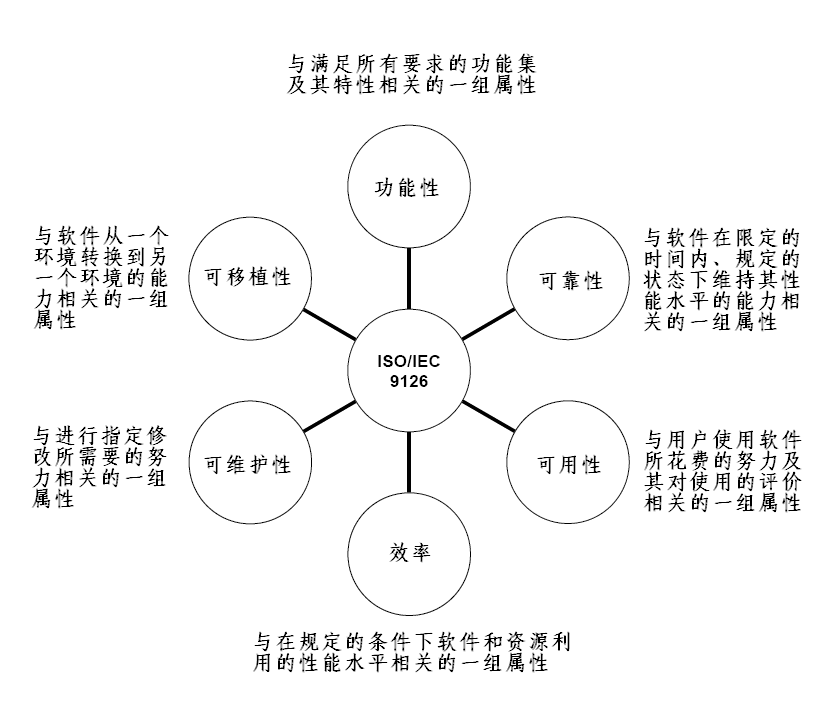 与满足所有要求的功能集
及其特性相关的一组属性
功能性
与软件从一个
环境转换到另
一个环境的能
力相关的一组
属性
可移植性
可靠性
与软件在限定的
时间内、规定的
状态下维持其性
能水平的能力相
关的一组属性
ISO/IEC
9126
与进行指定修
改所需要的努
力相关的一组
属性
可维护性
可用性
与用户使用软件
所花费的努力及
其对使用的评价
相关的一组属性
效率
与在规定的条件下软件和资源利
用的性能水平相关的一组属性